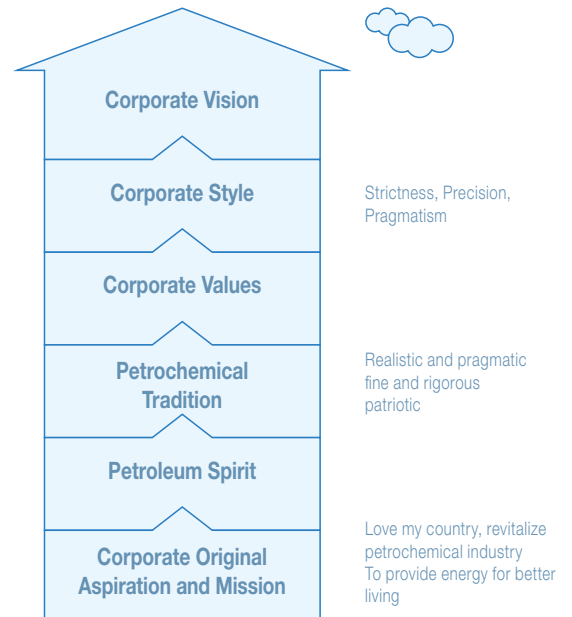 Corporate Vision
Corporate Style
Strictness, Precision,
Pragmatism
Corporate Values
Petrochemical
Tradition
Realistic and pragmatic
fine and rigorous
patriotic
Petroleum Spirit
Corporate Original
Aspiration and Mission
Love my country, revitalize
petrochemical industry
To provide energy for better
living